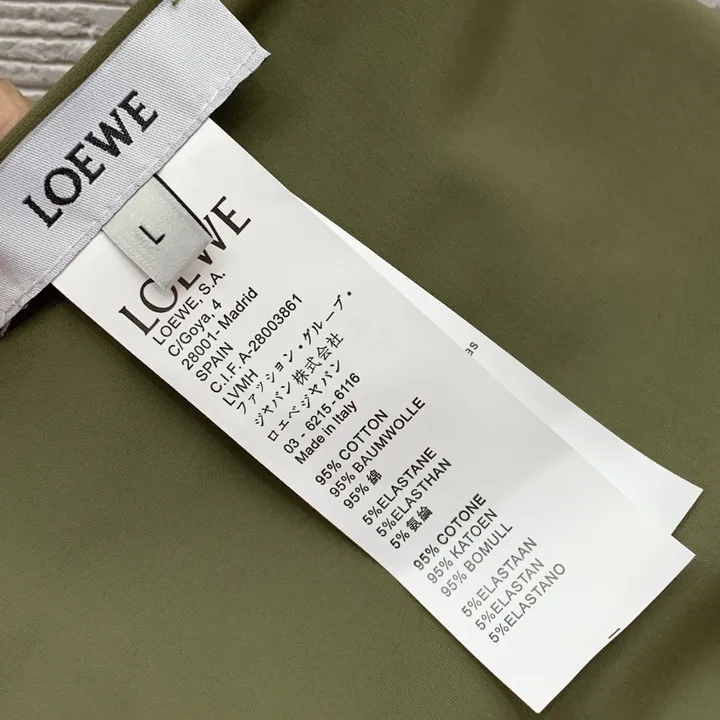 LOEWE
L
LOEWE
LOEWE, S.A.
C/Goya, 4
28001- Madrid
SPAIN
C.I.F. A-28003861
LVMH
ファッション・グループ・
ジャパン 株式会社
ロェベジャパン
03 - 6215 - 6116
Made in Italy
95% COTTON
95% BAUMWOLLE
95% 綿
5%ELASTANE
5%ELASTHAN
5% 氨綸
95% COTONE
95% KATOEN
95% BOMULL
5%ELASTAAN
5%ELASTAN
5%ELASTANO
as